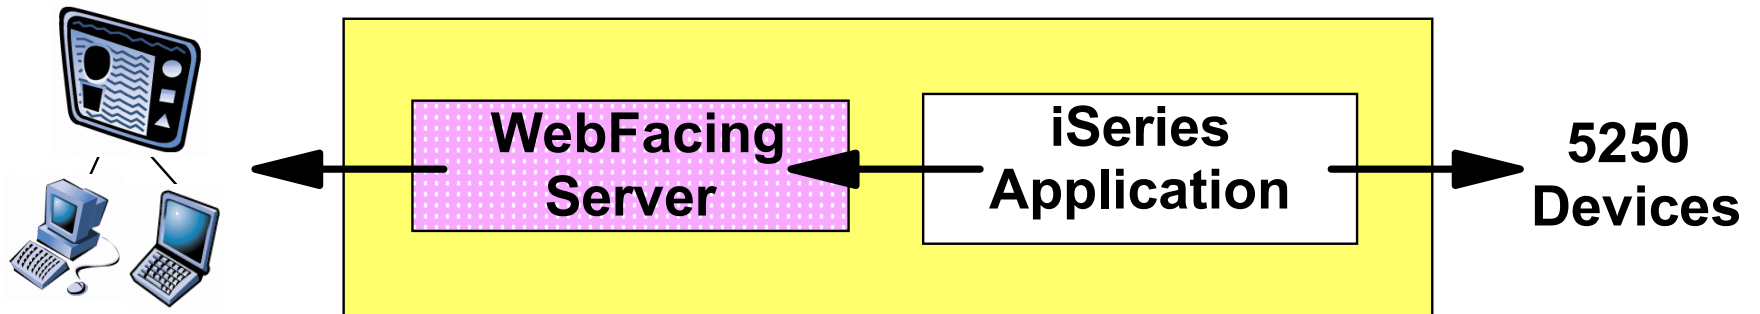 WebFacing
Server
iSeries
Application
5250
Devices